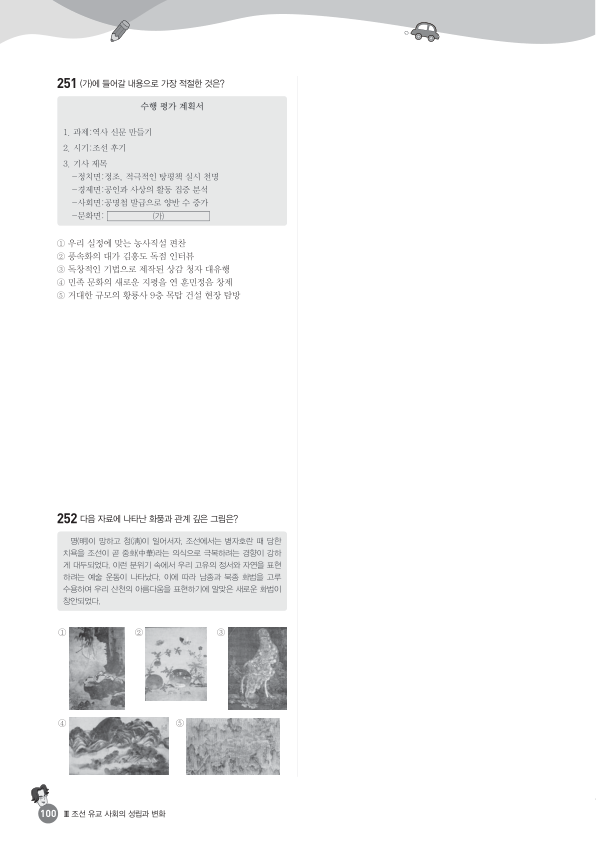 251 (가)에 들어갈 내용으로 가장 적절한 것은?
수행 평가 계획서
1. 과제:역사 신문 만들기
2. 시기:조선 후기
3. 기사 제목
-정치면:정조, 적극적인 탕평책 실시 천명
-경제면:공인과 사상의 활동 집중 분석
-사회면:공명첩 발급으로 양반 수 증가
-문화면: (가)
① 우리 실정에 맞는 농사직설 편찬
② 풍속화의 대가 김홍도 독점 인터뷰
③ 독창적인 기법으로 제작된 상감 청자 대유행
④ 민족 문화의 새로운 지평을 연 훈민정음 창제
⑤ 거대한 규모의 황룡사 9층 목탑 건설 현장 탐방
252 다음 자료에 나타난 화풍과 관계 깊은 그림은?
명(明)이 망하고 청(淸)이 일어서자, 조선에서는 병자호란 때 당한
치욕을 조선이 곧 중화(中華)라는 의식으로 극복하려는 경향이 강하
게 대두되었다. 이런 분위기 속에서 우리 고유의 정서와 자연을 표현
하려는 예술 운동이 나타났다. 이에 따라 남종과 북종 화법을 고루
수용하여 우리 산천의 아름다움을 표현하기에 알맞은 새로운 화법이
창안되었다.
① ② ③
④ ⑤
100 Ⅲ 조선 유교 사회의 성립과 변화